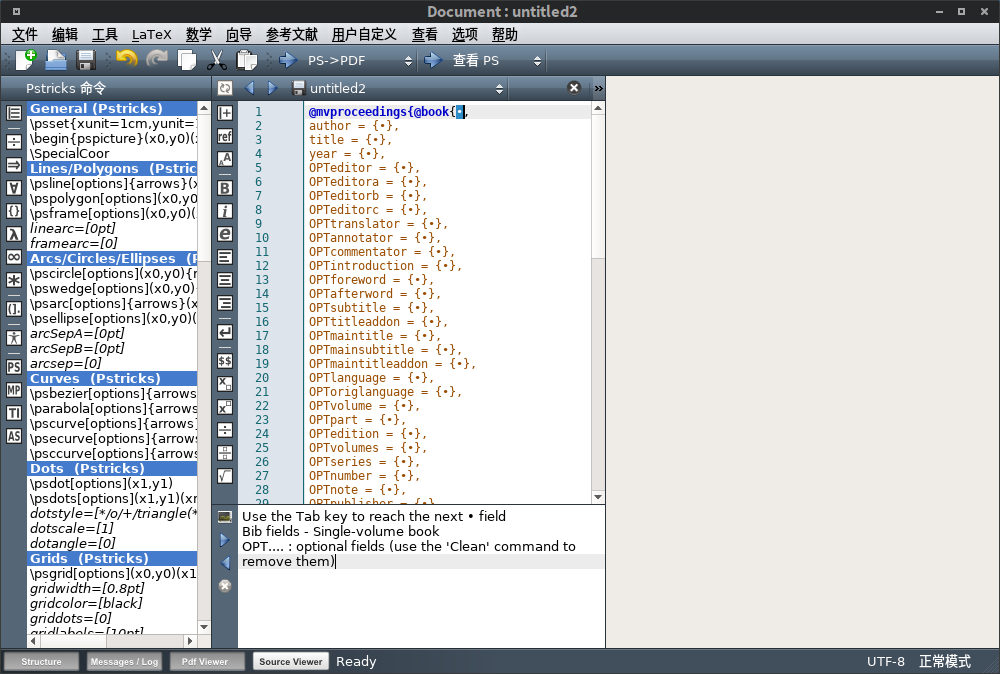 Document : untitled2
文件 编辑 工具 LaTeX 数学 向导 参考文献 用户自定义 查看 选项 帮助
PS->PDF 查看 PS
Pstricks 命令
General (Pstricks)
\psset{xunit=1cm,yunit=
\begin{pspicture}(x0,y0)(
\SpecialCoor
Lines/Polygons (Pstric
\psline[options]{arrows}(x
\pspolygon[options](x0,y0
\psframe[options](x0,y0)(
linearc=[0pt]
framearc=[0]
Arcs/Circles/Ellipses (P
\pscircle[options](x0,y0){r
\pswedge[options](x0,y0)
\psarc[options]{arrows}(x
\psellipse[options](x0,y0)(
arcSepA=[0pt]
arcSepB=[0pt]
arcsep=[0]
Curves (Pstricks)
\psbezier[options]{arrows
\parabola[options]{arrows
\pscurve[options]{arrows
\psecurve[options]{arrow
\psccurve[options]{arrow
Dots (Pstricks)
\psdot[options](x1,y1)
\psdots[options](x1,y1)(x
dotstyle=[*/o/+/triangle(*
dotscale=[1]
dotangle=[0]
Grids (Pstricks)
\psgrid[options](x0,y0)(x1
gridwidth=[0.8pt]
gridcolor=[black]
griddots=[0]
gridlabels=[10pt]
untitled2
1 @mvproceedings{@book{•,
2 author = {•},
3 title = {•},
4 year = {•},
5 OPTeditor = {•},
6 OPTeditora = {•},
7 OPTeditorb = {•},
8 OPTeditorc = {•},
9 OPTtranslator = {•},
10 OPTannotator = {•},
11 OPTcommentator = {•},
12 OPTintroduction = {•},
13 OPTforeword = {•},
14 OPTafterword = {•},
15 OPTsubtitle = {•},
16 OPTtitleaddon = {•},
17 OPTmaintitle = {•},
18 OPTmainsubtitle = {•},
19 OPTmaintitleaddon = {•},
20 OPTlanguage = {•},
21 OPToriglanguage = {•},
22 OPTvolume = {•},
23 OPTpart = {•},
24 OPTedition = {•},
25 OPTvolumes = {•},
26 OPTseries = {•},
27 OPTnumber = {•},
28 OPTnote = {•},
29 OPTpublisher = {•},
Use the Tab key to reach the next • field
Bib fields - Single-volume book
OPT.... : optional fields (use the 'Clean' command to
remove them)
Structure Messages / Log Pdf Viewer Source Viewer Ready UTF-8 正常模式